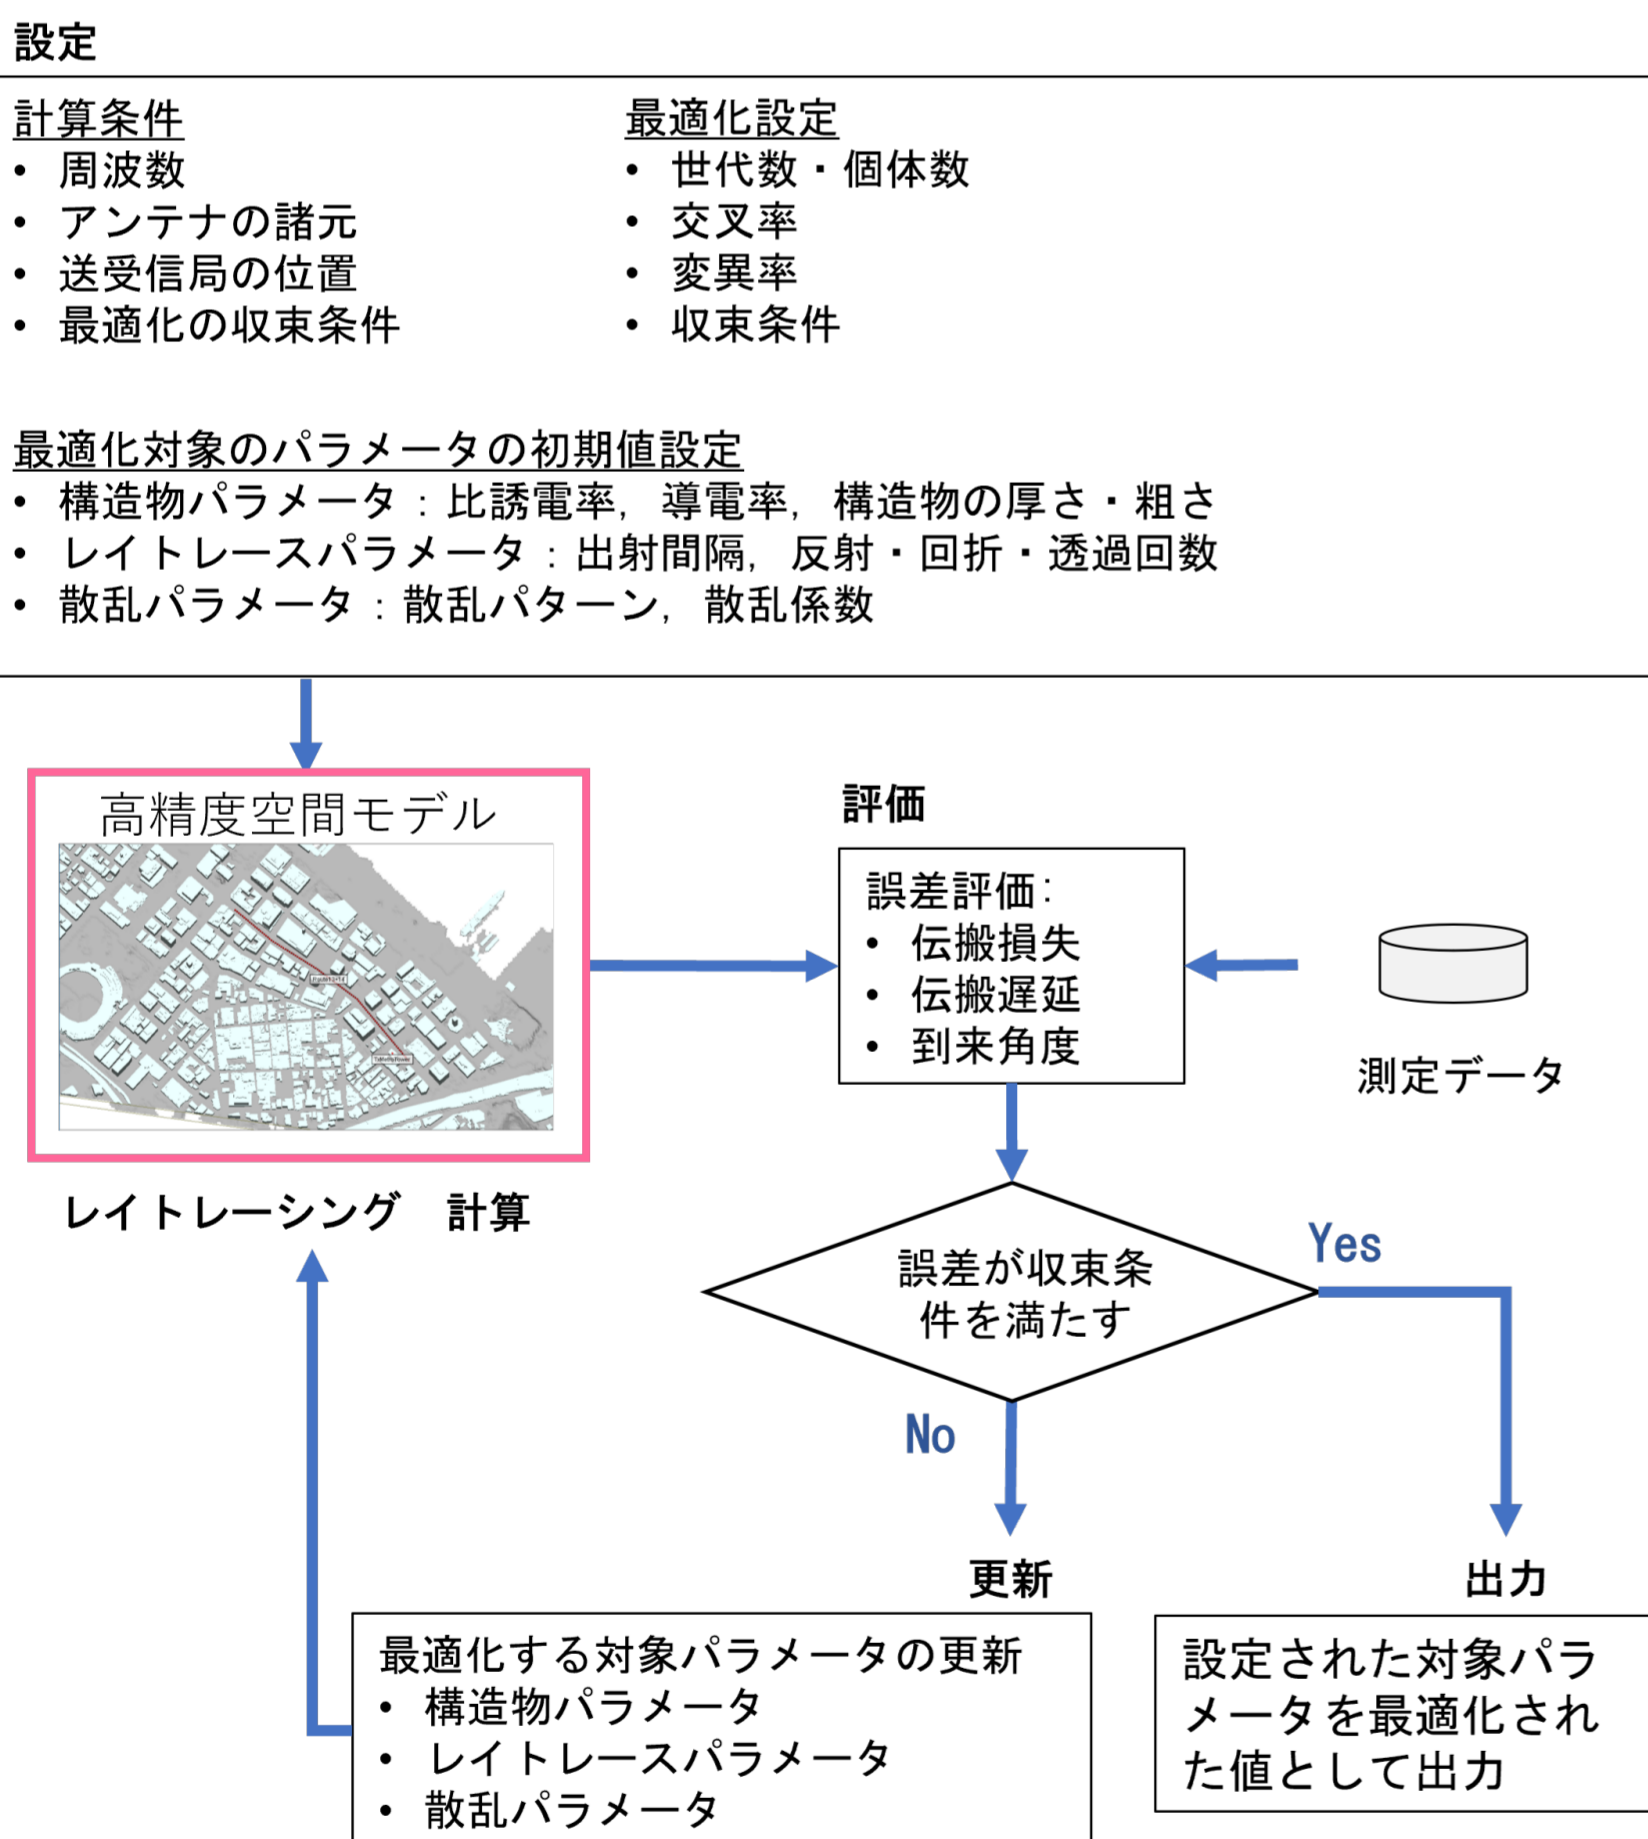 設定
計算条件
• 周波数
• アンテナの諸元
• 送受信局の位置
• 最適化の収束条件
最適化設定
• 世代数・個体数
• 交叉率
• 変異率
• 収束条件
最適化対象のパラメータの初期値設定
• 構造物パラメータ：比誘電率，導電率，構造物の厚さ・粗さ
• レイトレースパラメータ：出射間隔，反射・回折・透過回数
• 散乱パラメータ：散乱パターン，散乱係数
高精度空間モデル
レイトレーシング　計算
評価
誤差評価：
• 伝搬損失
• 伝搬遅延
• 到来角度
測定データ
誤差が収束条
件を満たす
Yes
No
更新
最適化する対象パラメータの更新
• 構造物パラメータ
• レイトレースパラメータ
• 散乱パラメータ
出力
設定された対象パラ
メータを最適化され
た値として出力